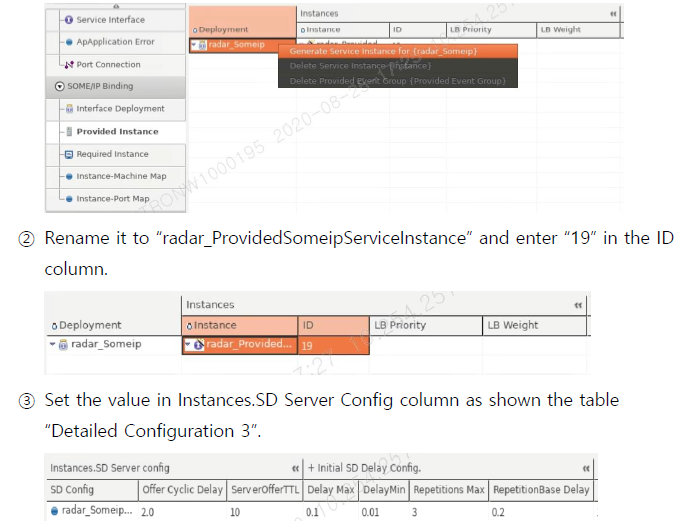 Service Interface
ApApplication Error
Port Connection
SOME/IP Binding
Interface Deployment
Provided Instance
Required Instance
Instance-Machine Map
Instance-Port Map
Instances
Deployment Instance ID LB Priority LB Weight
radar_Someip
Generate Service Instance for {radar_Someip}
Delete Service Instance {Instance}
Delete Provided Event Group {Provided Event Group}
② Rename it to “radar_ProvidedSomeipServiceInstance” and enter “19” in the ID
column.
Instances
Deployment Instance ID LB Priority LB Weight
radar_Someip radar_Provided... 19
③ Set the value in Instances.SD Server Config column as shown the table
“Detailed Configuration 3”.
Instances.SD Server config + Initial SD Delay Config.
SD Config Offer Cyclic Delay ServerOfferTTL Delay Max DelayMin Repetitions Max RepetitionBase Delay
radar_Someip... 2.0 10 0.1 0.01 3 0.2